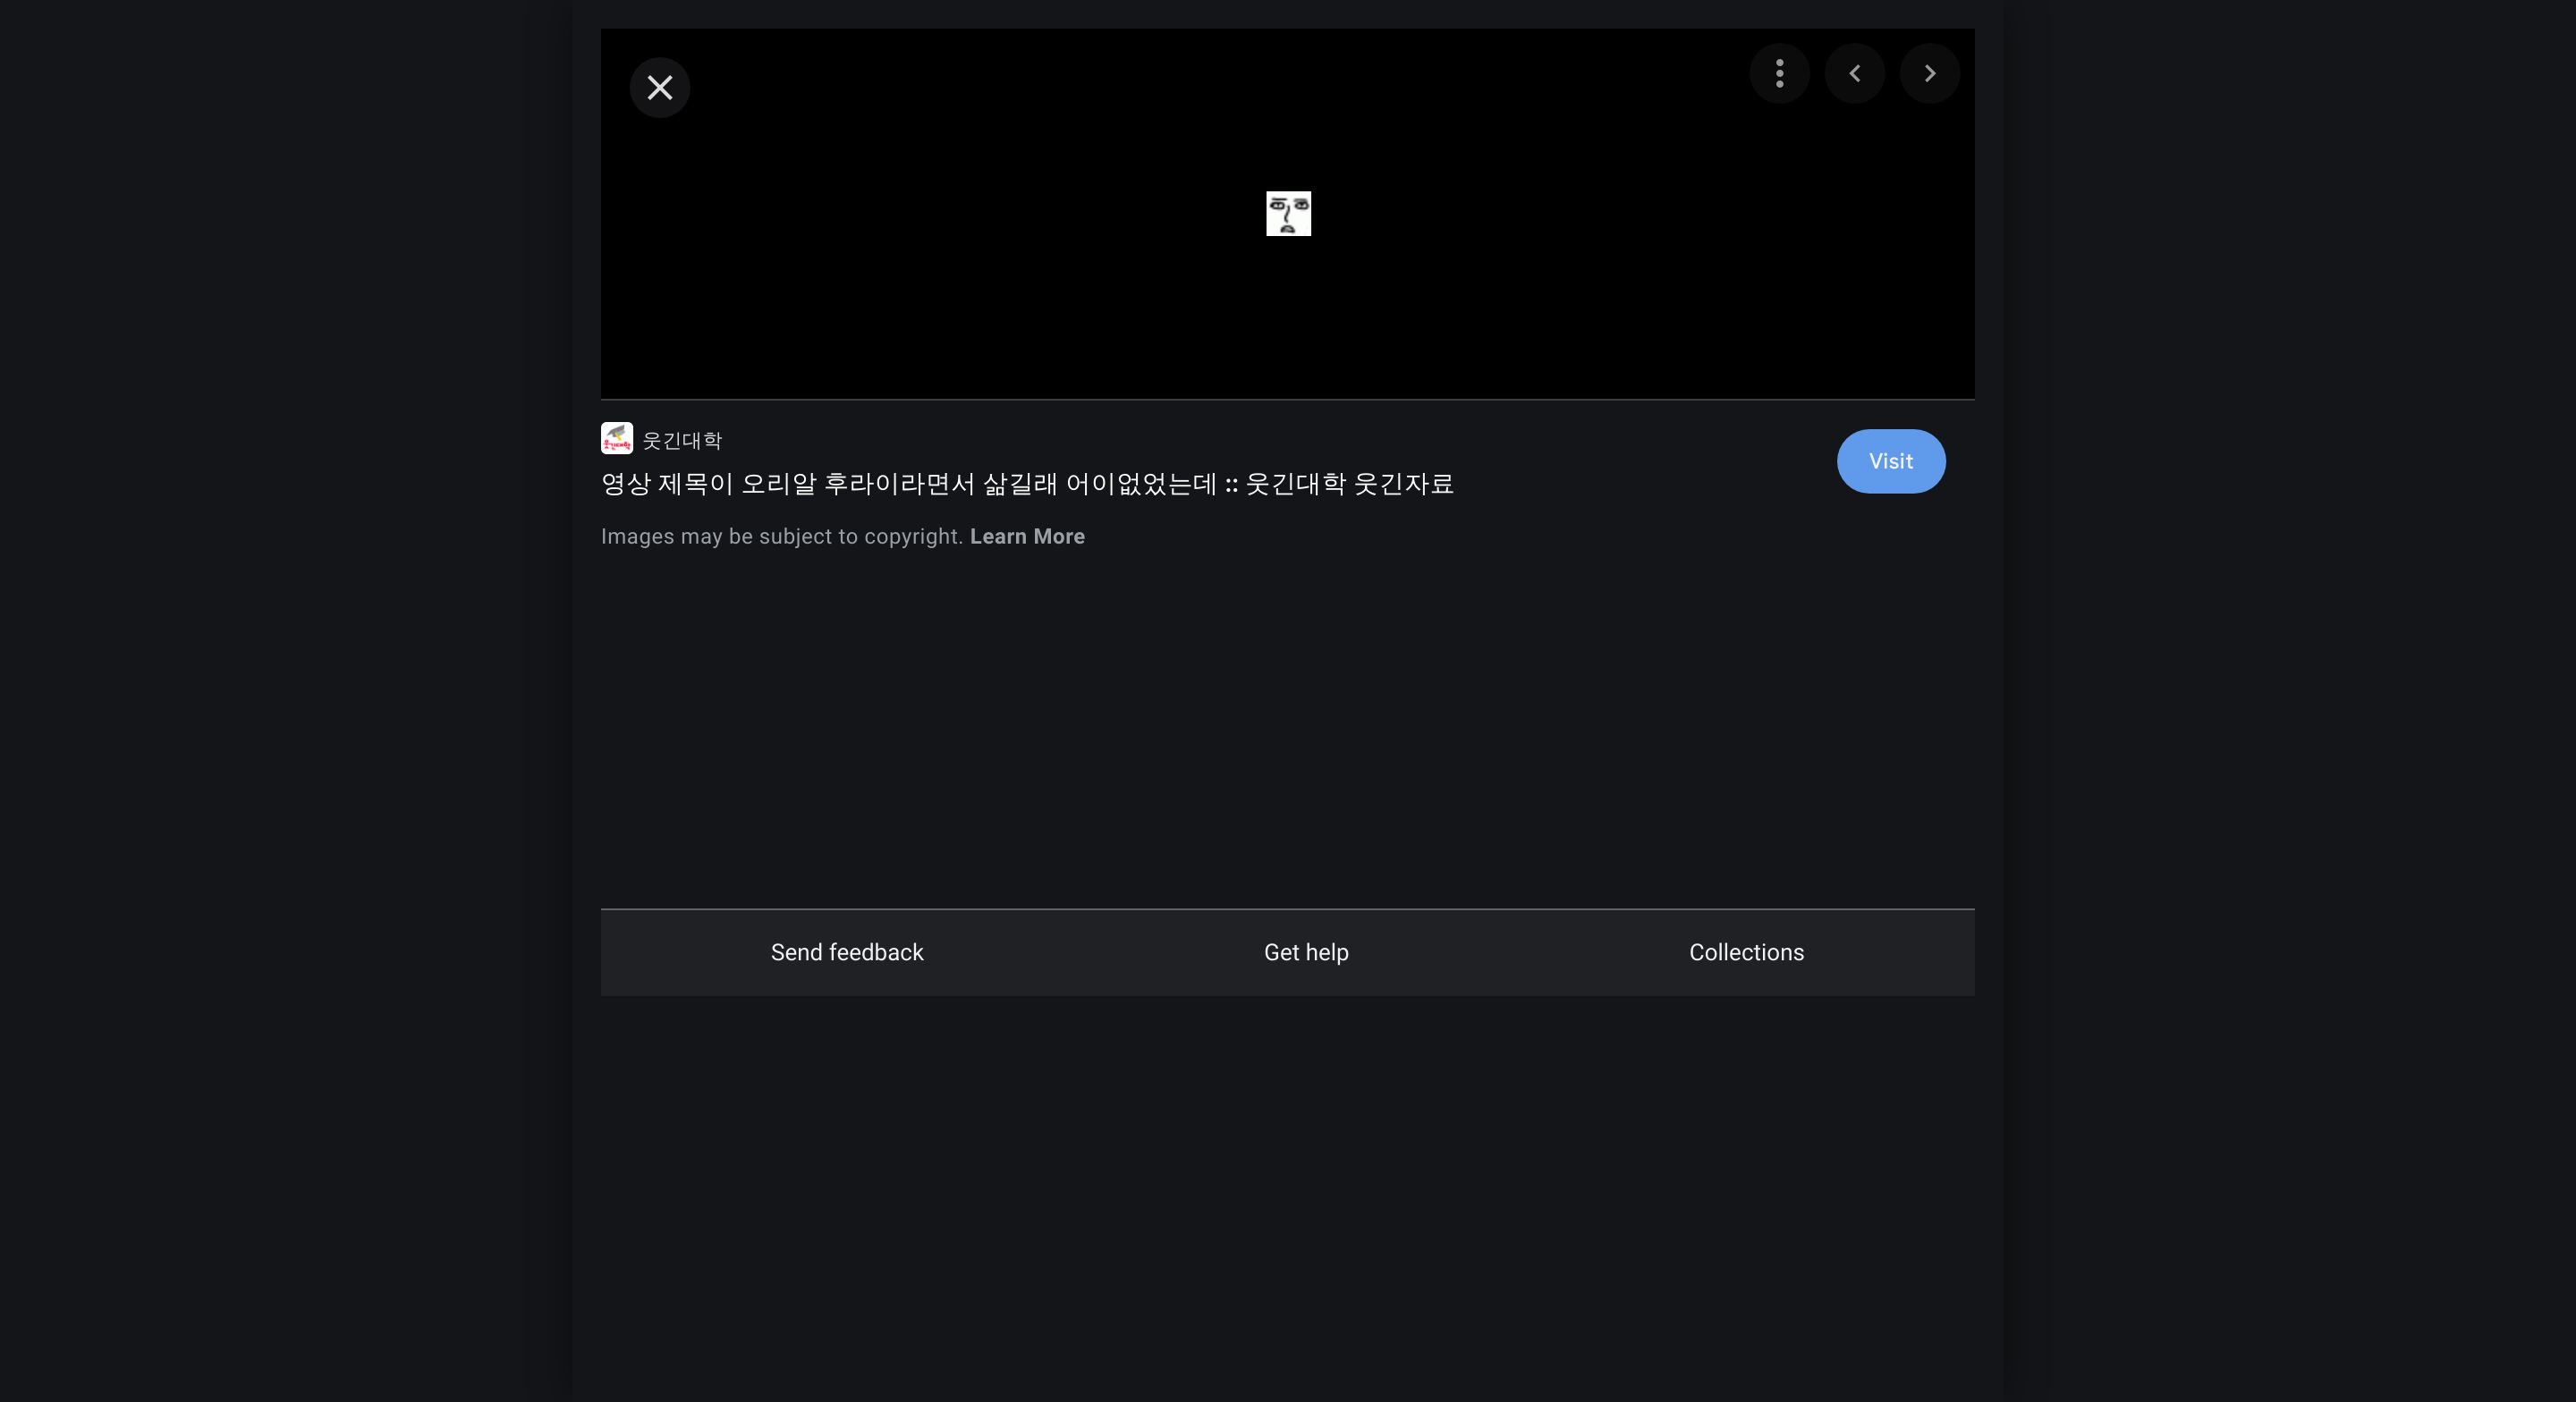 웃긴대학
영상 제목이 오리알 후라이라면서 삶길래 어이없었는데 :: 웃긴대학 웃긴자료
Visit
Images may be subject to copyright. Learn More
Send feedback
Get help
Collections